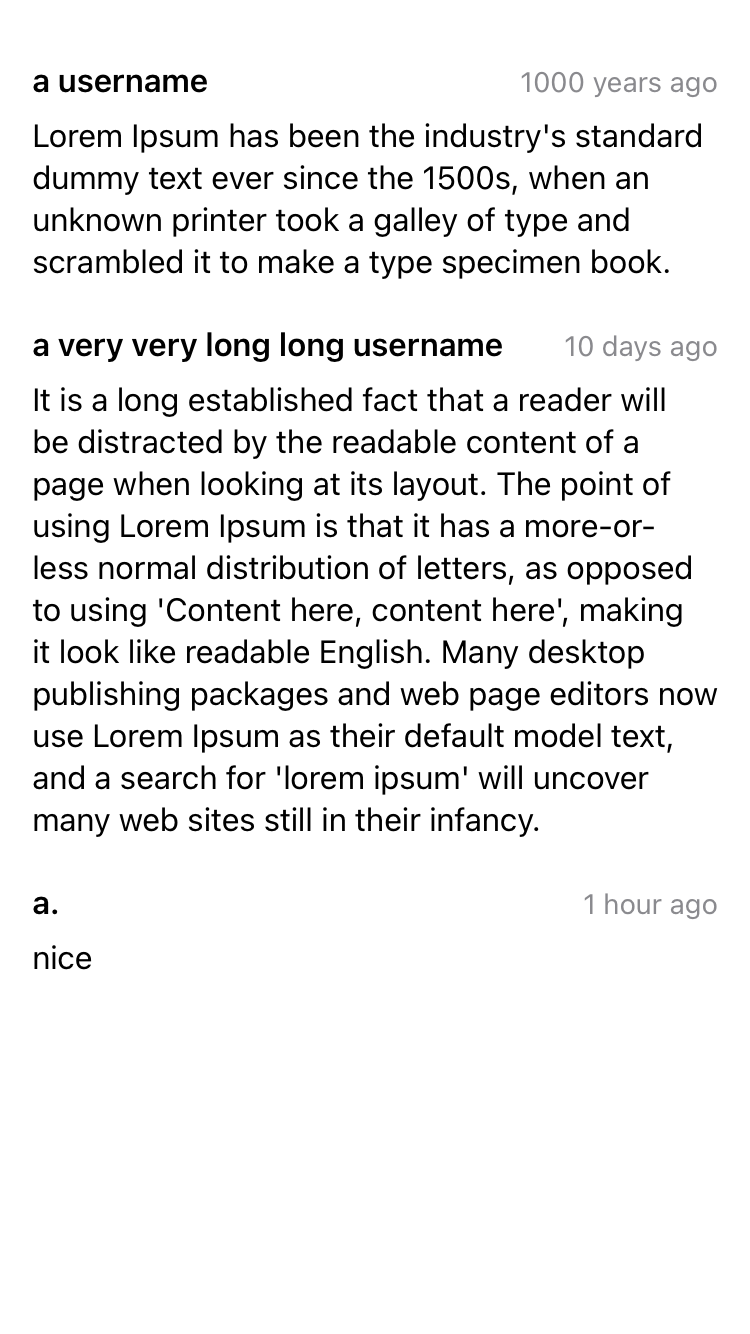 a username 1000 years ago
Lorem Ipsum has been the industry's standard
dummy text ever since the 1500s, when an
unknown printer took a galley of type and
scrambled it to make a type specimen book.
a very very long long username 10 days ago
It is a long established fact that a reader will
be distracted by the readable content of a
page when looking at its layout. The point of
using Lorem Ipsum is that it has a more-or-
less normal distribution of letters, as opposed
to using 'Content here, content here', making
it look like readable English. Many desktop
publishing packages and web page editors now
use Lorem Ipsum as their default model text,
and a search for 'lorem ipsum' will uncover
many web sites still in their infancy.
a. 1 hour ago
nice